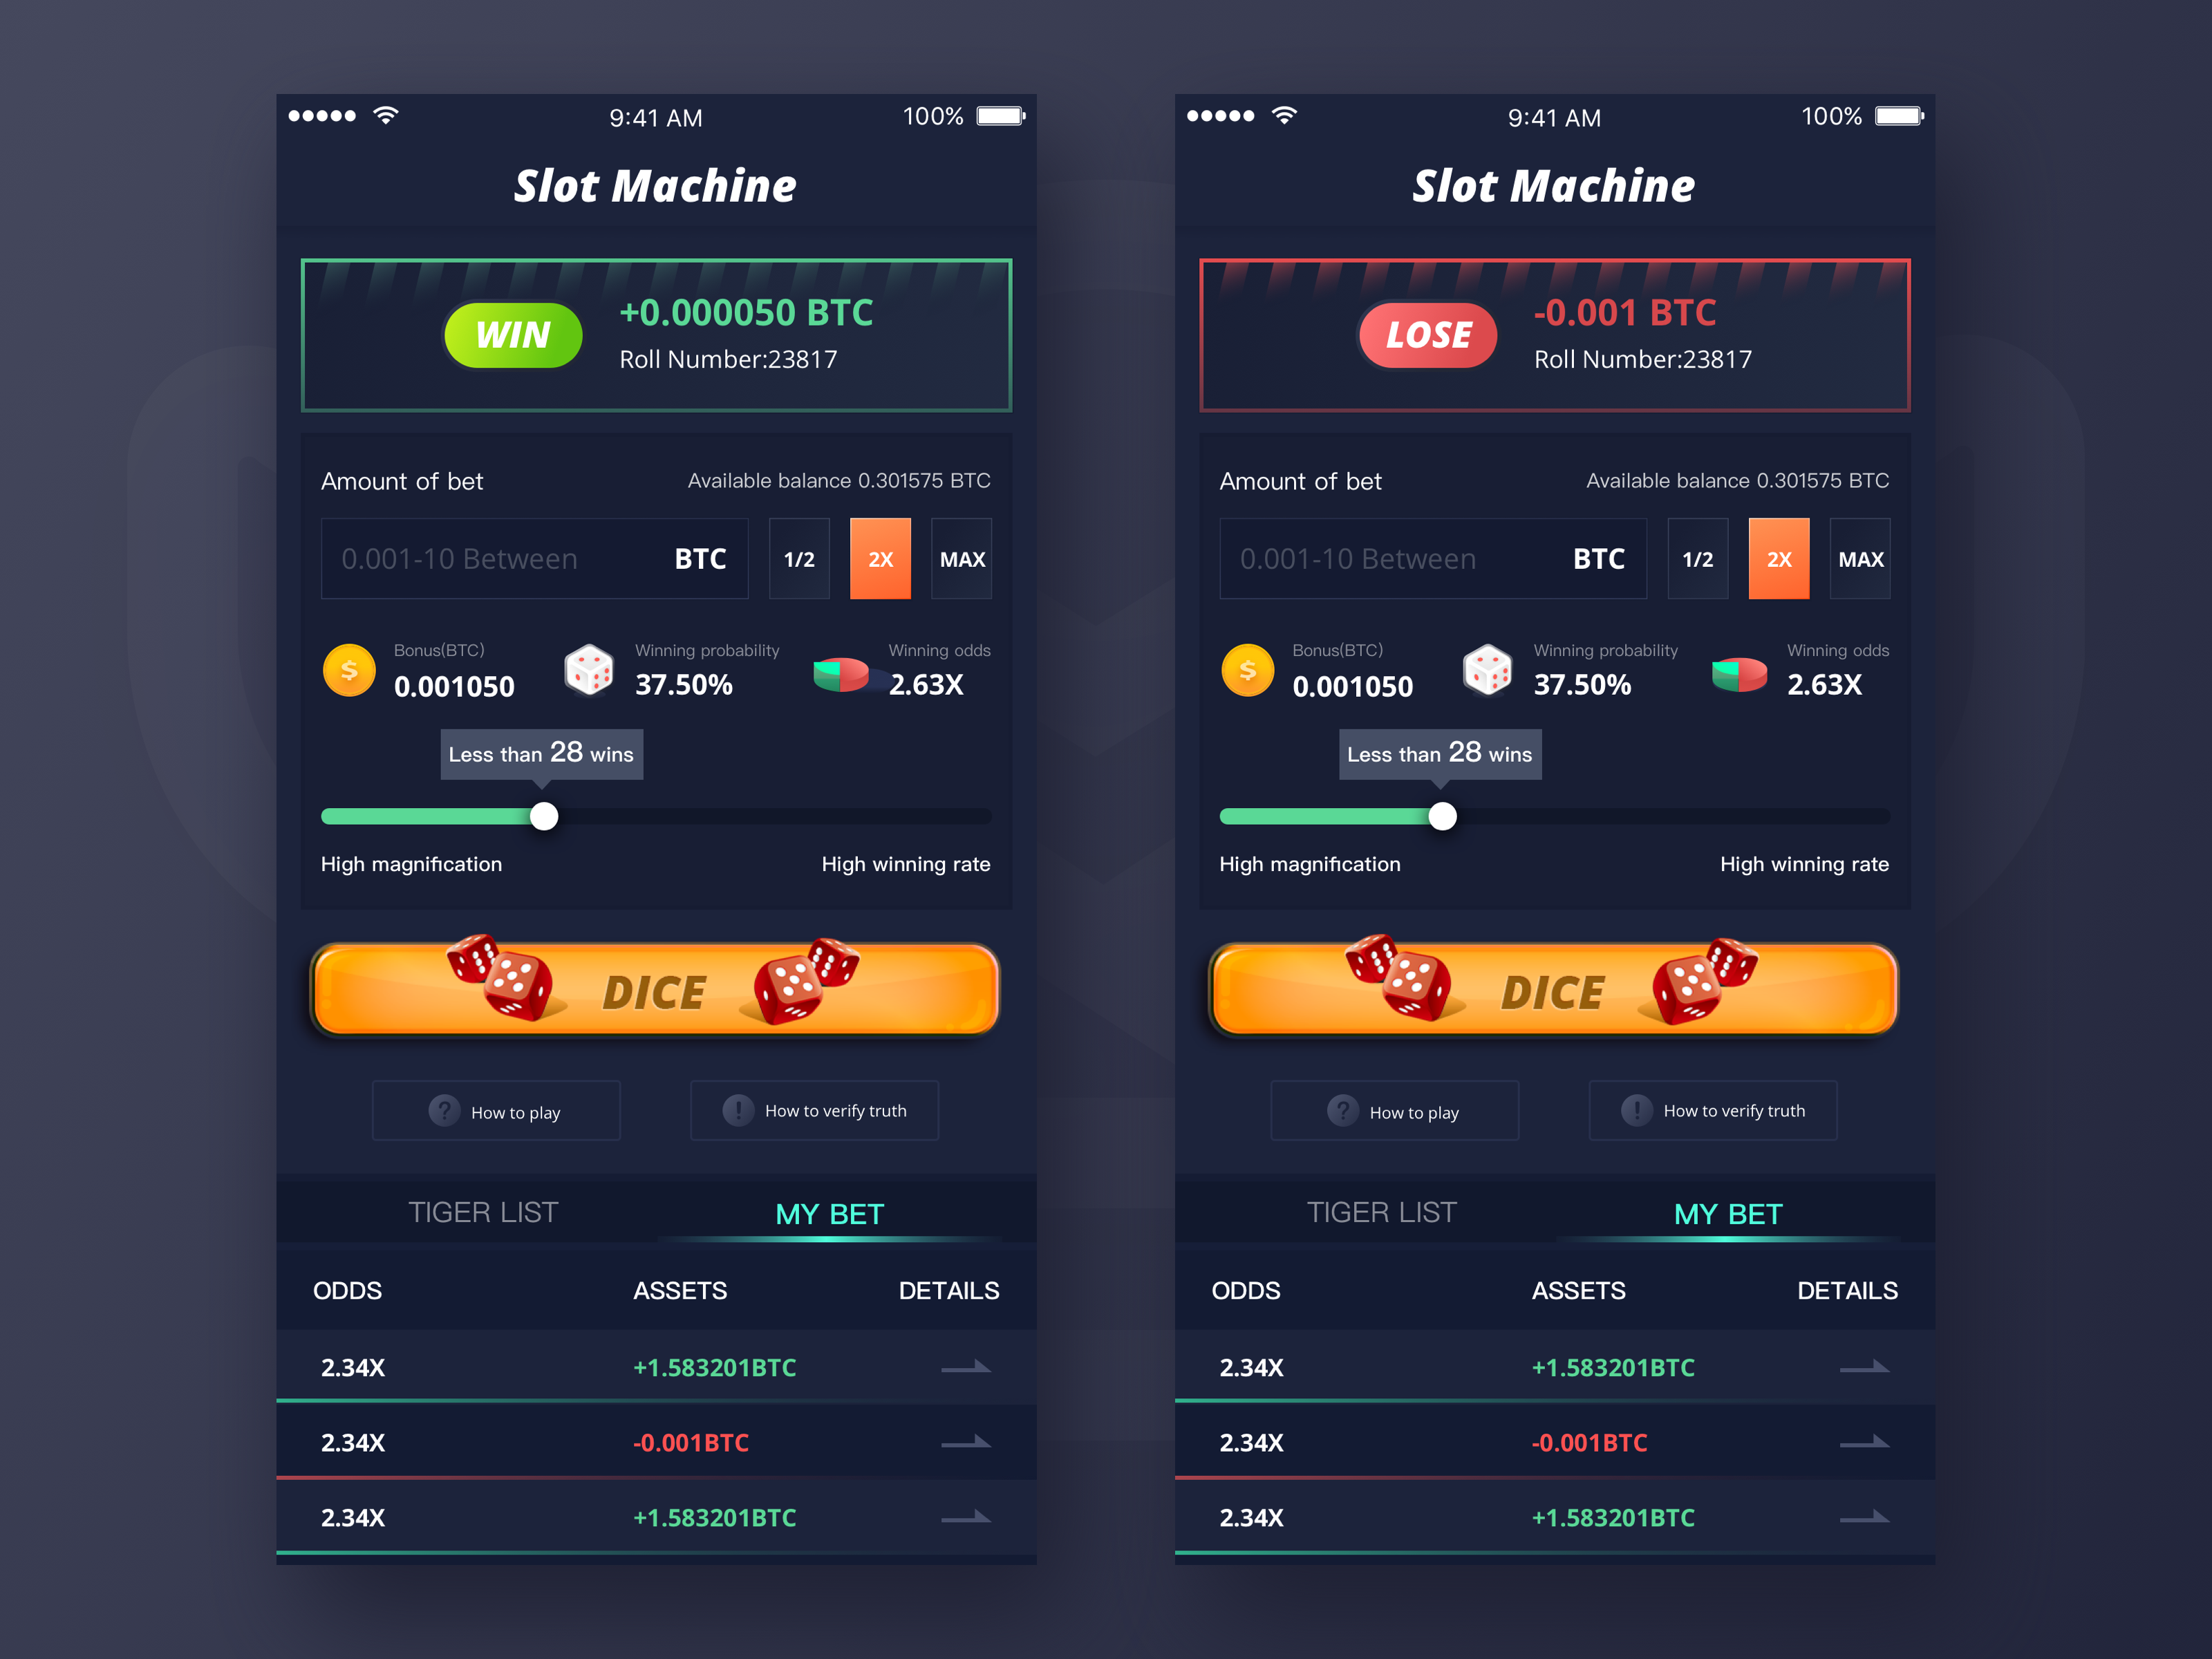 9:41 AM
100%
Slot Machine
WIN
+0.000050 BTC
Roll Number:23817
Amount of bet
Available balance 0.301575 BTC
0.001-10 Between
BTC
1/2
2X
MAX
Bonus(BTC)
0.001050
Winning probability
37.50%
Winning odds
2.63X
Less than 28 wins
High magnification
High winning rate
DICE
? How to play
! How to verify truth
TIGER LIST
MY BET
ODDS ASSETS DETAILS
2.34X +1.583201BTC
2.34X -0.001BTC
2.34X +1.583201BTC
9:41 AM
100%
Slot Machine
LOSE
-0.001 BTC
Roll Number:23817
Amount of bet
Available balance 0.301575 BTC
0.001-10 Between
BTC
1/2
2X
MAX
Bonus(BTC)
0.001050
Winning probability
37.50%
Winning odds
2.63X
Less than 28 wins
High magnification
High winning rate
DICE
? How to play
! How to verify truth
TIGER LIST
MY BET
ODDS ASSETS DETAILS
2.34X +1.583201BTC
2.34X -0.001BTC
2.34X +1.583201BTC